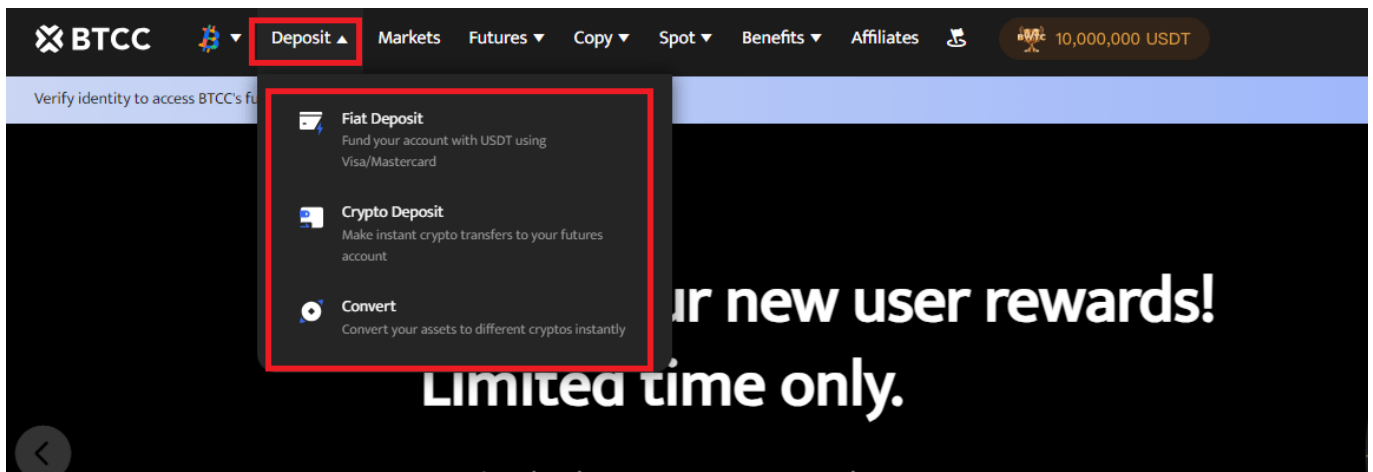 BTCC
Deposit Markets Futures Copy Spot Benefits Affiliates 10,000,000 USDT
Verify identity to access BTCC's
Fiat Deposit
Fund your account with USDT using
Visa/Mastercard
Crypto Deposit
Make instant crypto transfers to your futures
account
Convert
Convert your assets to different cryptos instantly
new user rewards!
Limited time only.